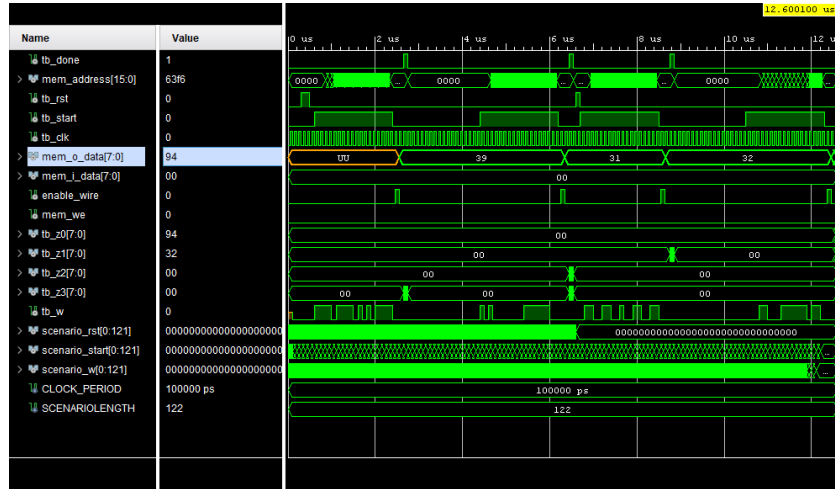 12.600100 us
Name Value 0 us 2 us 4 us 6 us 8 us 10 us 12 u
tb_done 1
mem_address[15:0] 63f6 0000 ... 0000 ... ... ... 0000 ...
tb_rst 0
tb_start 0
tb_clk 0
mem_o_data[7:0] 94 UU 39 31 32
mem_i_data[7:0] 00 00
enable_wire 0
mem_we 0
tb_z0[7:0] 94 00
tb_z1[7:0] 32 00 00
tb_z2[7:0] 00 00 00
tb_z3[7:0] 00 00 00 00
tb_w 0
scenario_rst[0:121] 00000000000000000000 0000000000000000000000000000000
scenario_start[0:121] 00000000000000000000 ...
scenario_w[0:121] 00000000000000000000 ...
CLOCK_PERIOD 100000 ps 100000 ps
SCENARIOLENGTH 122 122